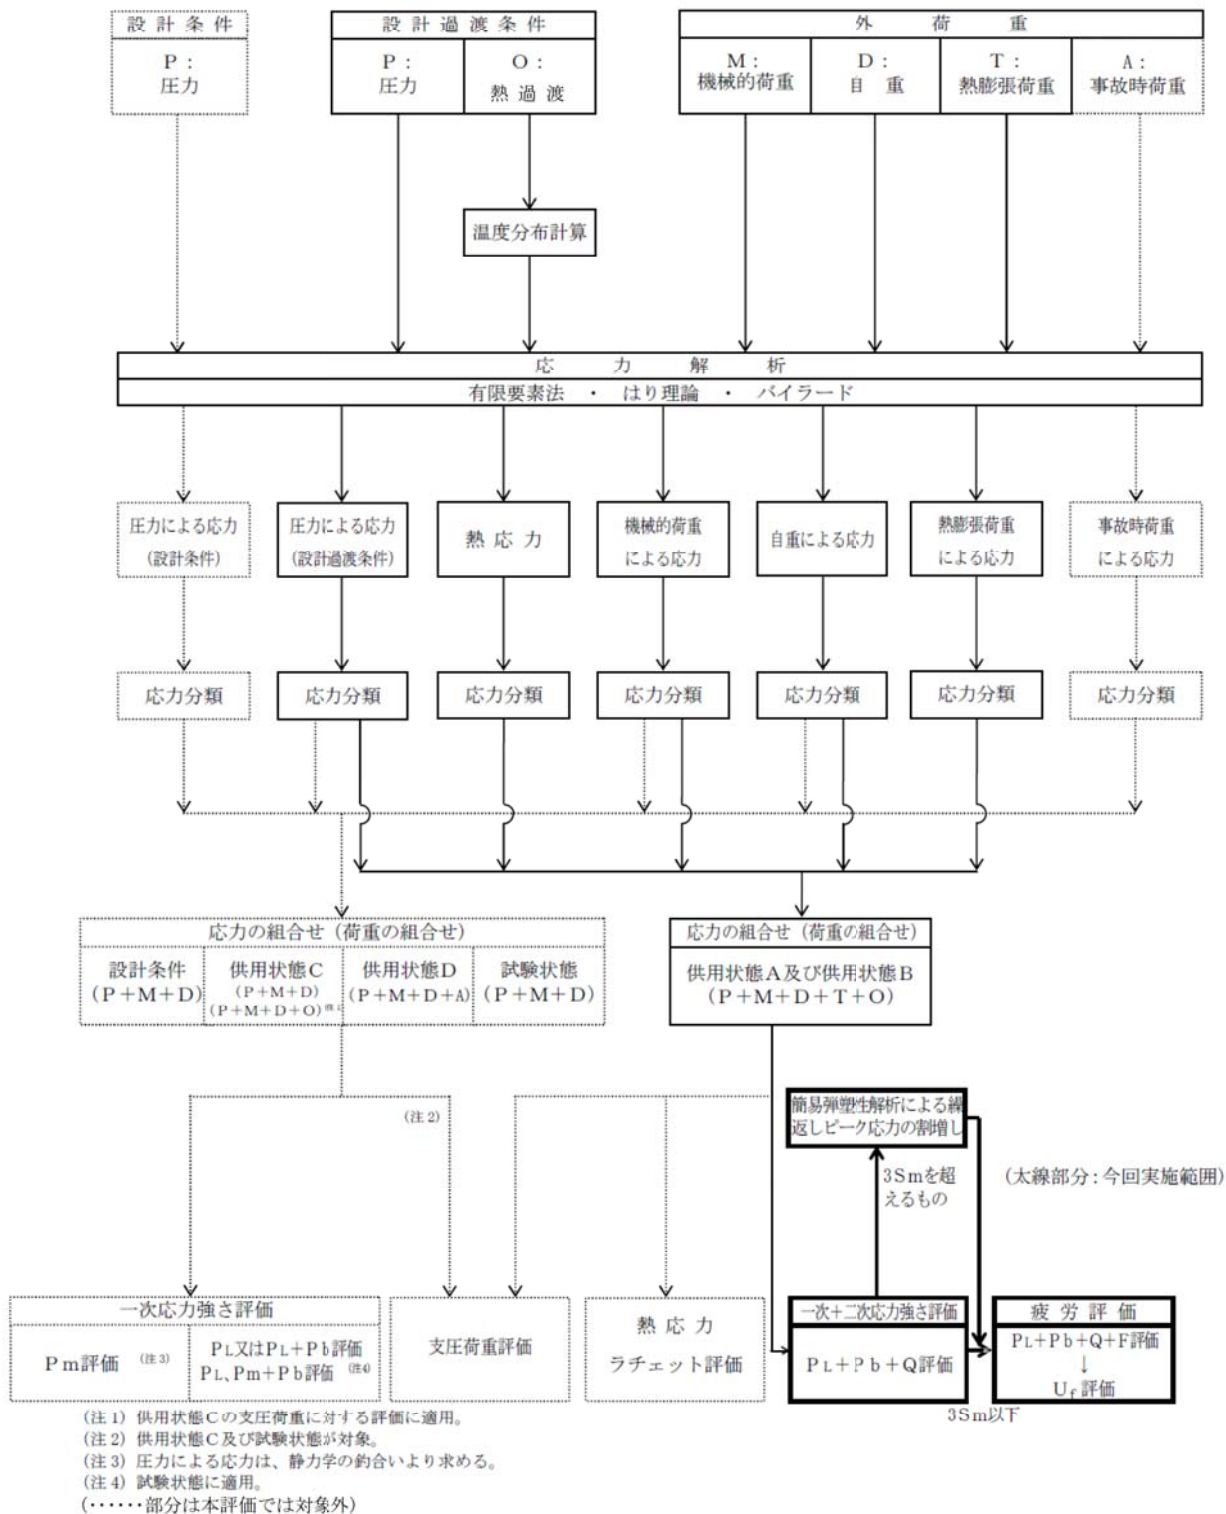 設計条件
P：
圧力
設計過渡条件
P：
圧力
O：
熱過渡
外荷重
M：
機械的荷重
D：
自重
T：
熱膨張荷重
A：
事故時荷重
温度分布計算
応力解析
有限要素法 ・ はり理論 ・ バイラード
圧力による応力
(設計条件)
圧力による応力
(設計過渡条件)
熱応力
機械的荷重
による応力
自重による応力
熱膨張荷重
による応力
事故時荷重
による応力
応力分類
応力分類
応力分類
応力分類
応力分類
応力分類
応力分類
応力の組合せ（荷重の組合せ）
設計条件
(P+M+D)
供用状態C
(P+M+D)
(P+M+D+O)(注1)
供用状態D
(P+M+D+A)
試験状態
(P+M+D)
応力の組合せ（荷重の組合せ）
供用状態A及び供用状態B
(P+M+D+T+O)
(注2)
簡易弾塑性解析による繰
返しピーク応力の割増し
3Smを超
えるもの
(太線部分：今回実施範囲)
一次応力強さ評価
Pm評価 (注3)
PL又はPL+Pb評価
PL、Pm+Pb評価 (注4)
支圧荷重評価
熱応力
ラチェット評価
一次+二次応力強さ評価
PL+Pb+Q評価
疲労評価
PL+Pb+Q+F評価
↓
Uf評価
3Sm以下
(注1) 供用状態Cの支圧荷重に対する評価に適用。
(注2) 供用状態C及び試験状態が対象。
(注3) 圧力による応力は、静力学の釣合いより求める。
(注4) 試験状態に適用。
(‥‥‥部分は本評価では対象外)